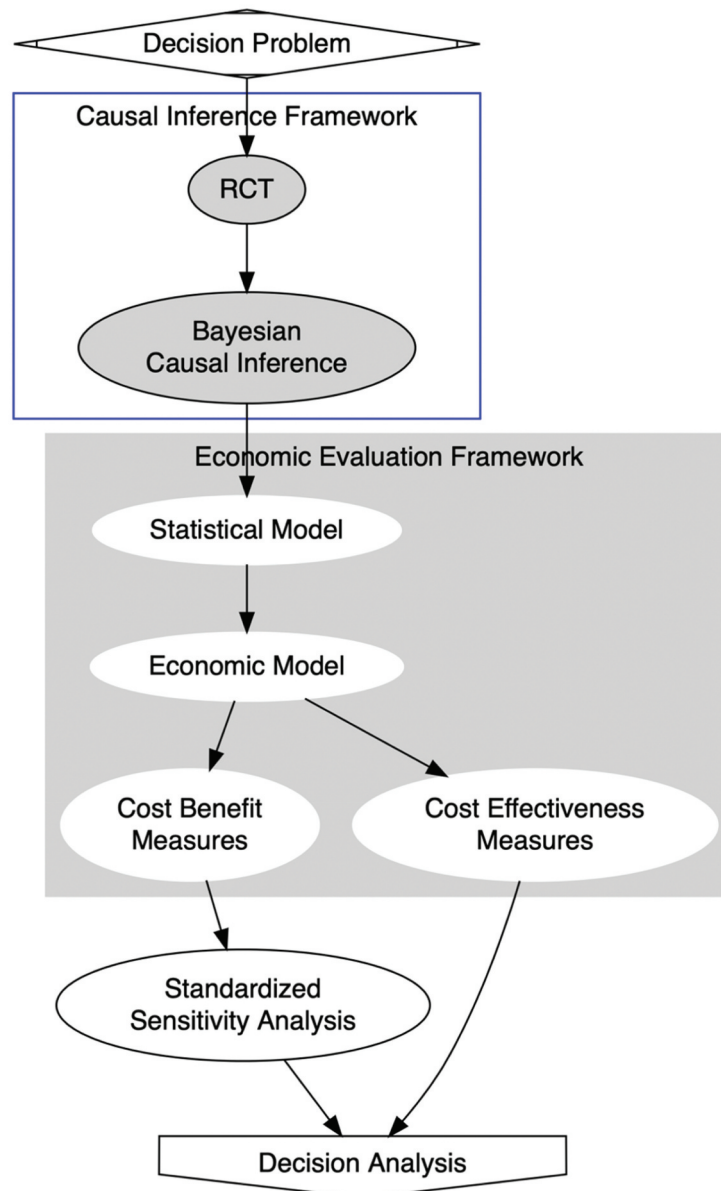 Decision Problem
Causal Inference Framework
RCT
Bayesian
Causal Inference
Economic Evaluation Framework
Statistical Model
Economic Model
Cost Benefit
Measures
Cost Effectiveness
Measures
Standardized
Sensitivity Analysis
Decision Analysis